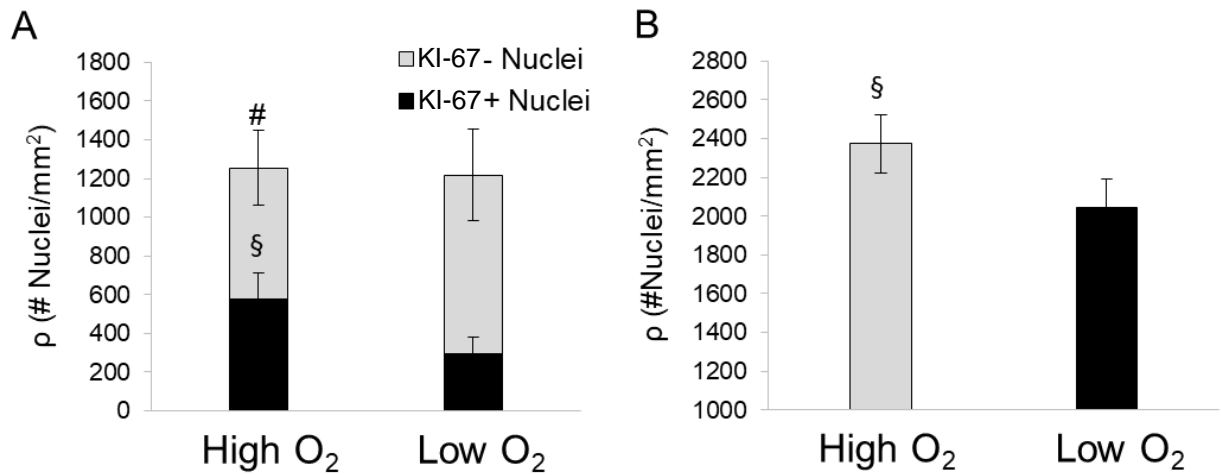 A
ρ (# Nuclei/mm²)
1800
1600
1400
1200
1000
800
600
400
200
0
KI-67- Nuclei
KI-67+ Nuclei
#
§
High O₂
Low O₂
B
ρ (#Nuclei/mm²)
2800
2600
2400
2200
2000
1800
1600
1400
1200
1000
§
High O₂
Low O₂